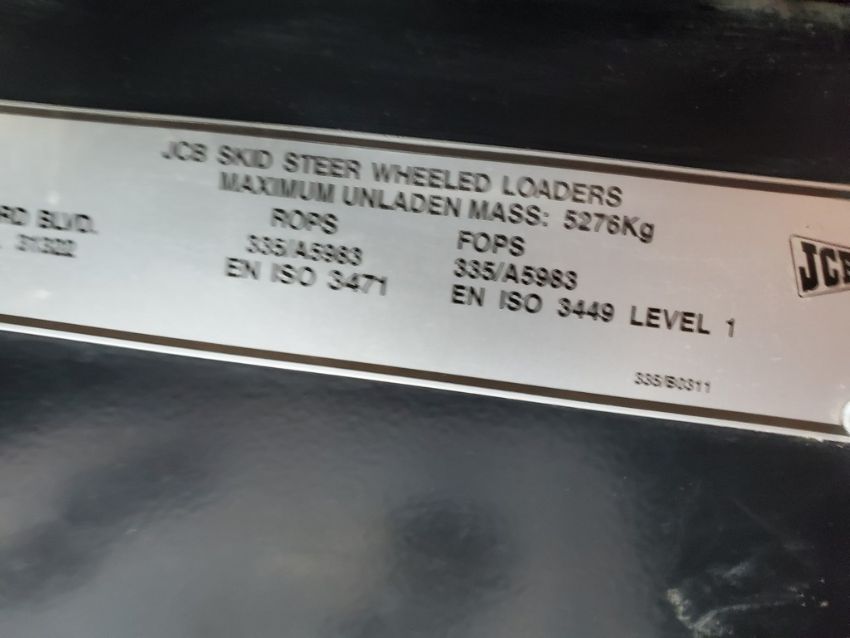 JCB SKID STEER WHEELED LOADERS
MAXIMUM UNLADEN MASS: 5276Kg
RD BLVD.
31322
ROPS
335/A5983
EN ISO 3471
FOPS
335/A5983
EN ISO 3449 LEVEL 1
JCB
335/B0311